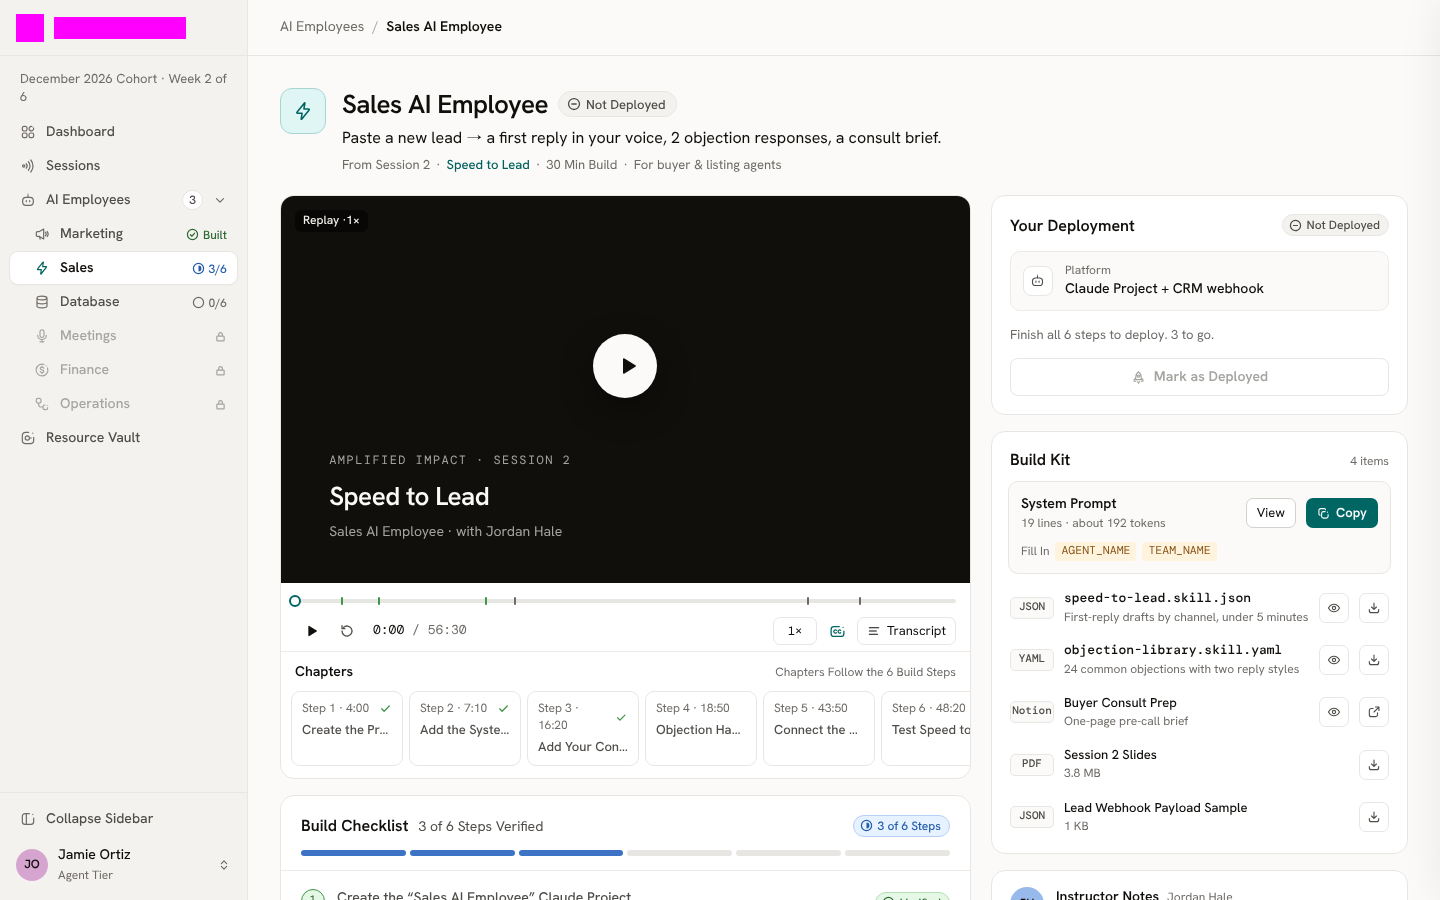 AI Employees / Sales AI Employee
December 2026 Cohort · Week 2 of
6
Dashboard
Sessions
AI Employees 3
Marketing Built
Sales 3/6
Database 0/6
Meetings
Finance
Operations
Resource Vault
Collapse Sidebar
JO
Jamie Ortiz
Agent Tier
Sales AI Employee Not Deployed
Paste a new lead → a first reply in your voice, 2 objection responses, a consult brief.
From Session 2 · Speed to Lead · 30 Min Build · For buyer & listing agents
Replay · 1×
AMPLIFIED IMPACT · SESSION 2
Speed to Lead
Sales AI Employee · with Jordan Hale
0:00 / 56:30
1×
CC
Transcript
Chapters
Chapters Follow the 6 Build Steps
Step 1 · 4:00
Create the Pr...
Step 2 · 7:10
Add the Syste...
Step 3 ·
16:20
Add Your Con...
Step 4 · 18:50
Objection Ha...
Step 5 · 43:50
Connect the ...
Step 6 · 48:20
Test Speed to
Build Checklist 3 of 6 Steps Verified
3 of 6 Steps
1 Create the “Sales AI Employee” Claude Project
Your Deployment Not Deployed
Platform
Claude Project + CRM webhook
Finish all 6 steps to deploy. 3 to go.
Mark as Deployed
Build Kit 4 items
System Prompt
19 lines · about 192 tokens
View
Copy
Fill In AGENT_NAME TEAM_NAME
JSON
speed-to-lead.skill.json
First-reply drafts by channel, under 5 minutes
YAML
objection-library.skill.yaml
24 common objections with two reply styles
Notion
Buyer Consult Prep
One-page pre-call brief
PDF
Session 2 Slides
3.8 MB
JSON
Lead Webhook Payload Sample
1 KB
Instructor Notes Jordan Hale